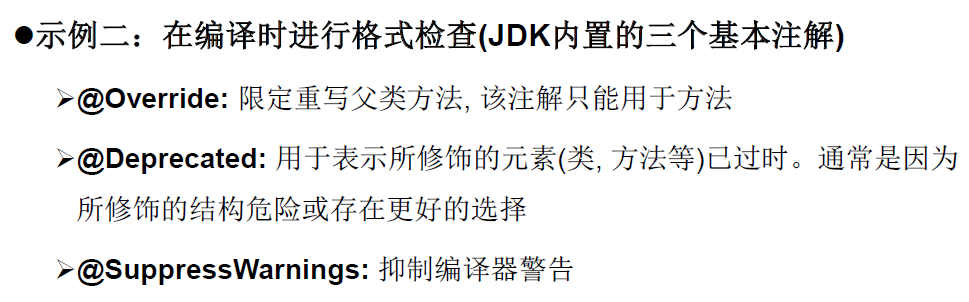 ●示例二：在编译时进行格式检查(JDK内置的三个基本注解)
➢@Override: 限定重写父类方法, 该注解只能用于方法
➢@Deprecated: 用于表示所修饰的元素(类, 方法等)已过时。通常是因为
所修饰的结构危险或存在更好的选择
➢@SuppressWarnings: 抑制编译器警告